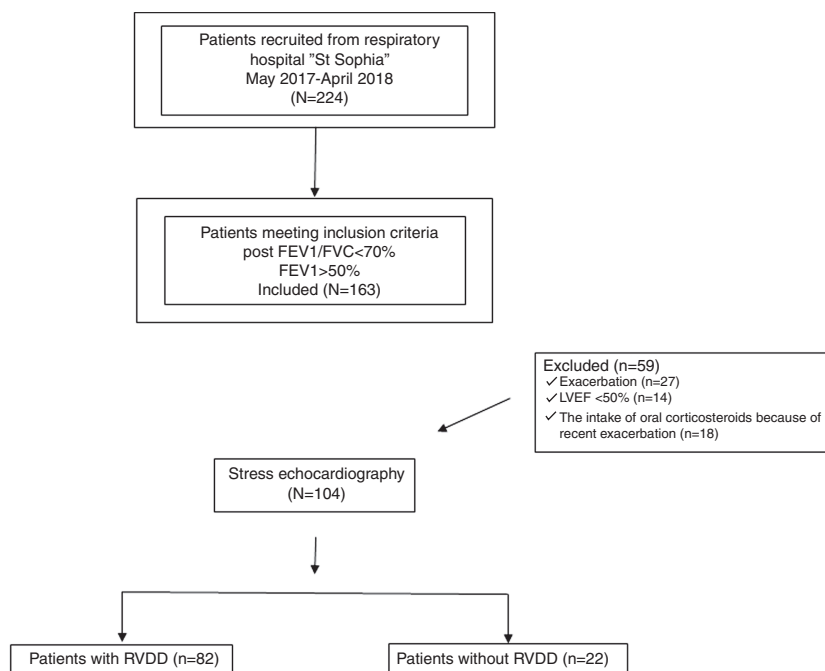 Patients recruited from respiratory
hospital ”St Sophia”
May 2017-April 2018
(N=224)
Patients meeting inclusion criteria
post FEV1/FVC<70%
FEV1>50%
Included (N=163)
Excluded (n=59)
✓ Exacerbation (n=27)
✓ LVEF <50% (n=14)
✓ The intake of oral corticosteroids because of
recent exacerbation (n=18)
Stress echocardiography
(N=104)
Patients with RVDD (n=82)
Patients without RVDD (n=22)